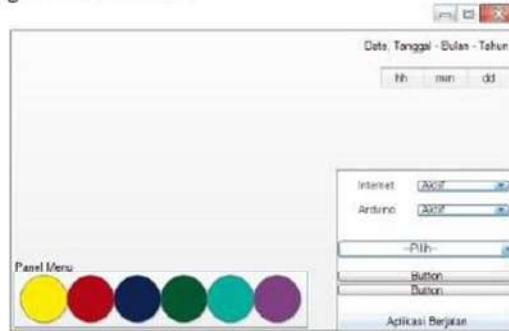 Date, Tanggal - Bulan - Tahun
hh mm dd
Internet Aktif
Arduino Aktif
--Pilih--
Panel Menu
Button
Button
Aplikasi Berjalan